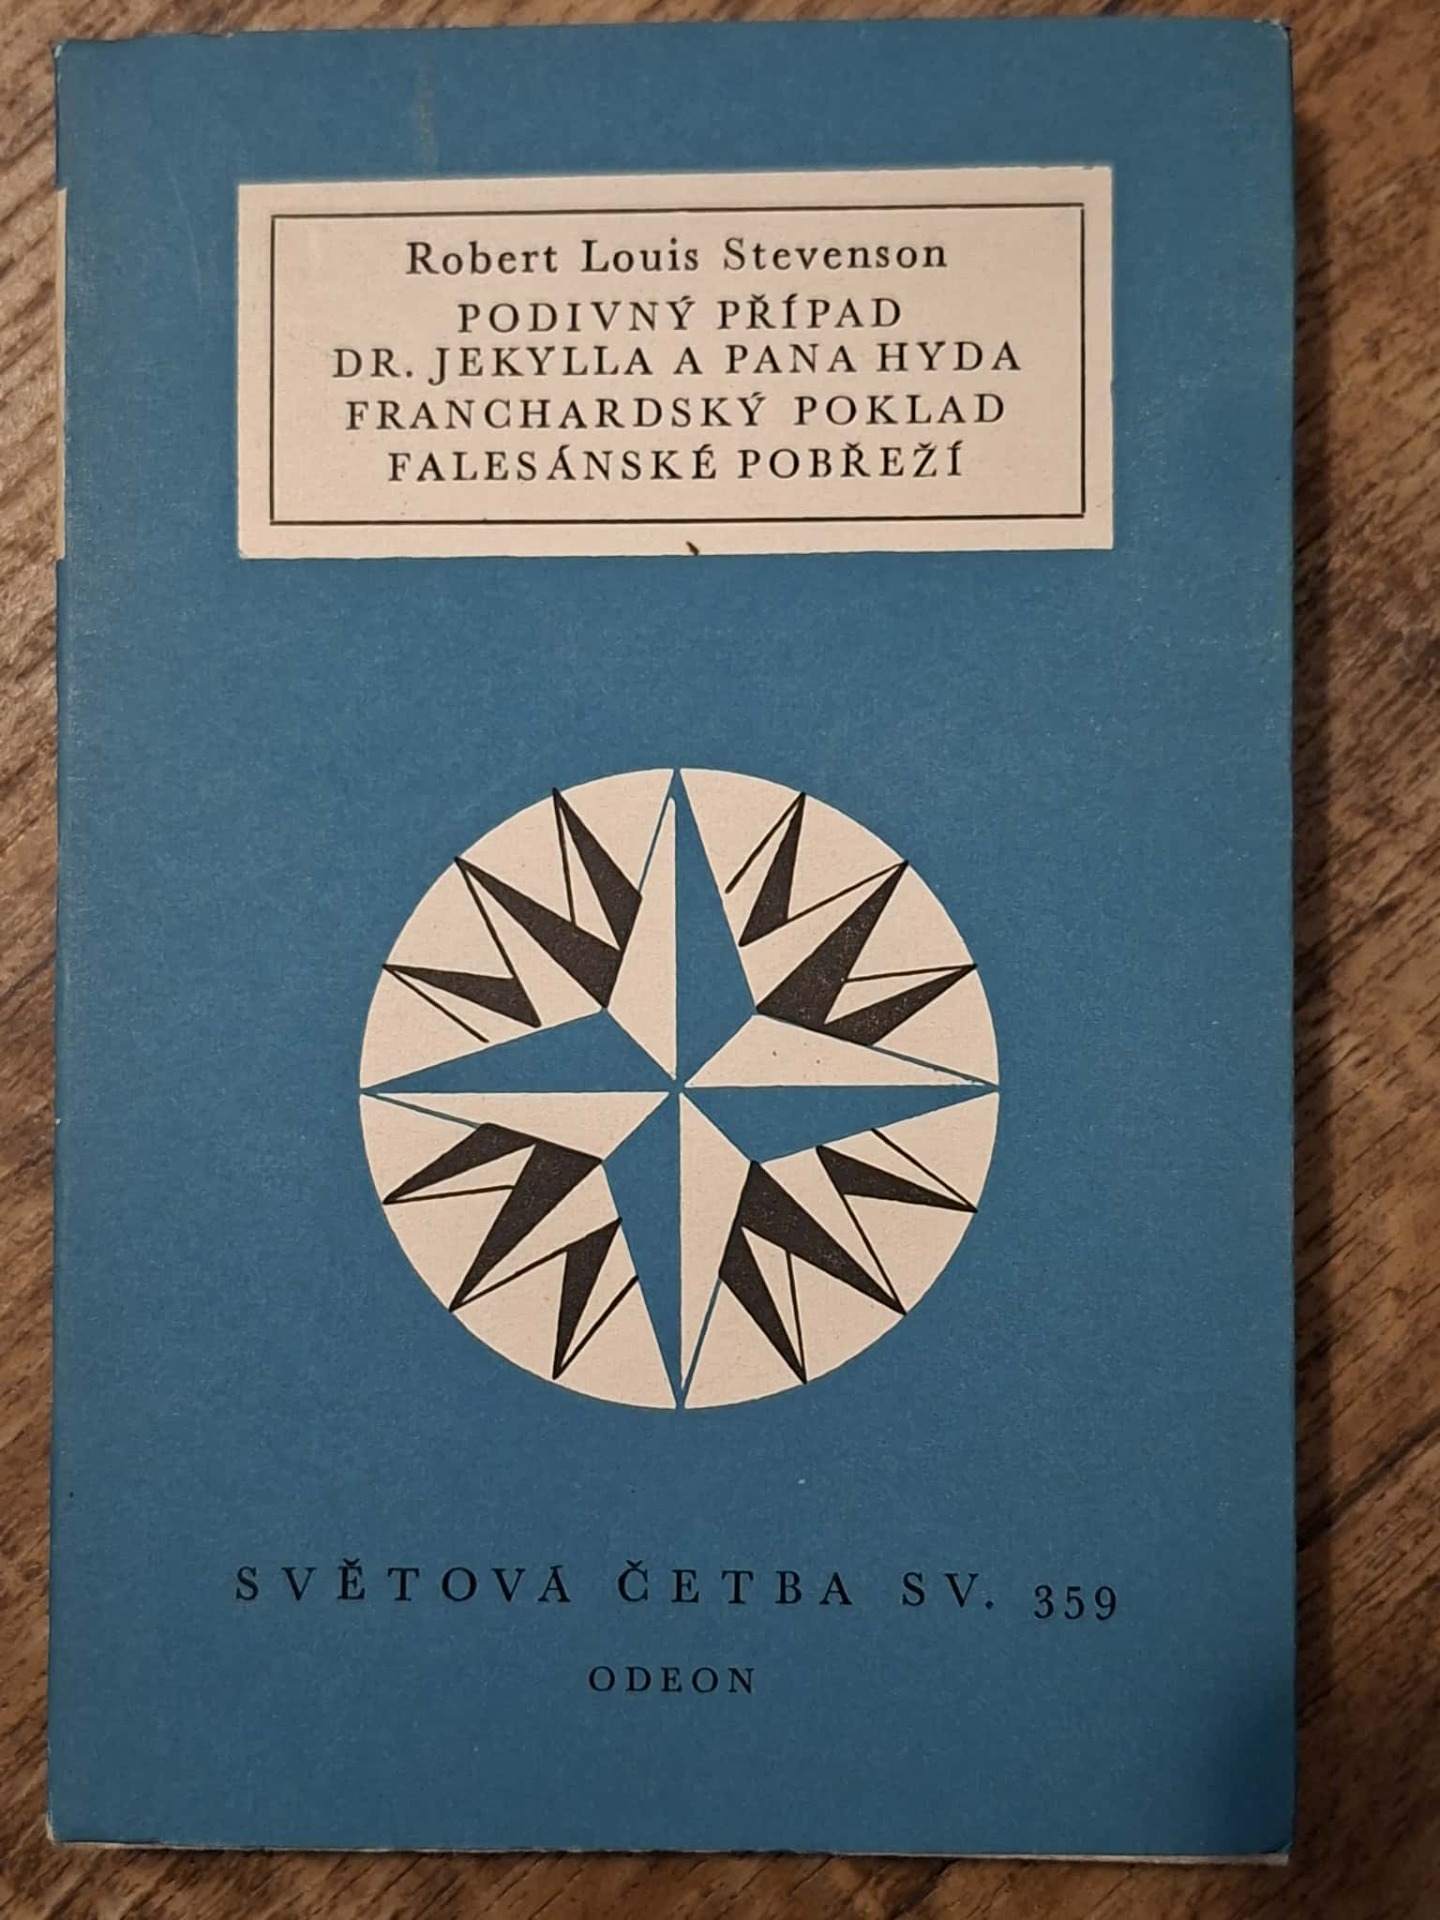 Robert Louis Stevenson
PODIVNÝ PŘÍPAD
DR. JEKYLLA A PANA HYDA
FRANCHARDSKÝ POKLAD
FALESÁNSKÉ POBŘEŽÍ
SVĚTOVÁ ČETBA SV. 359
ODEON